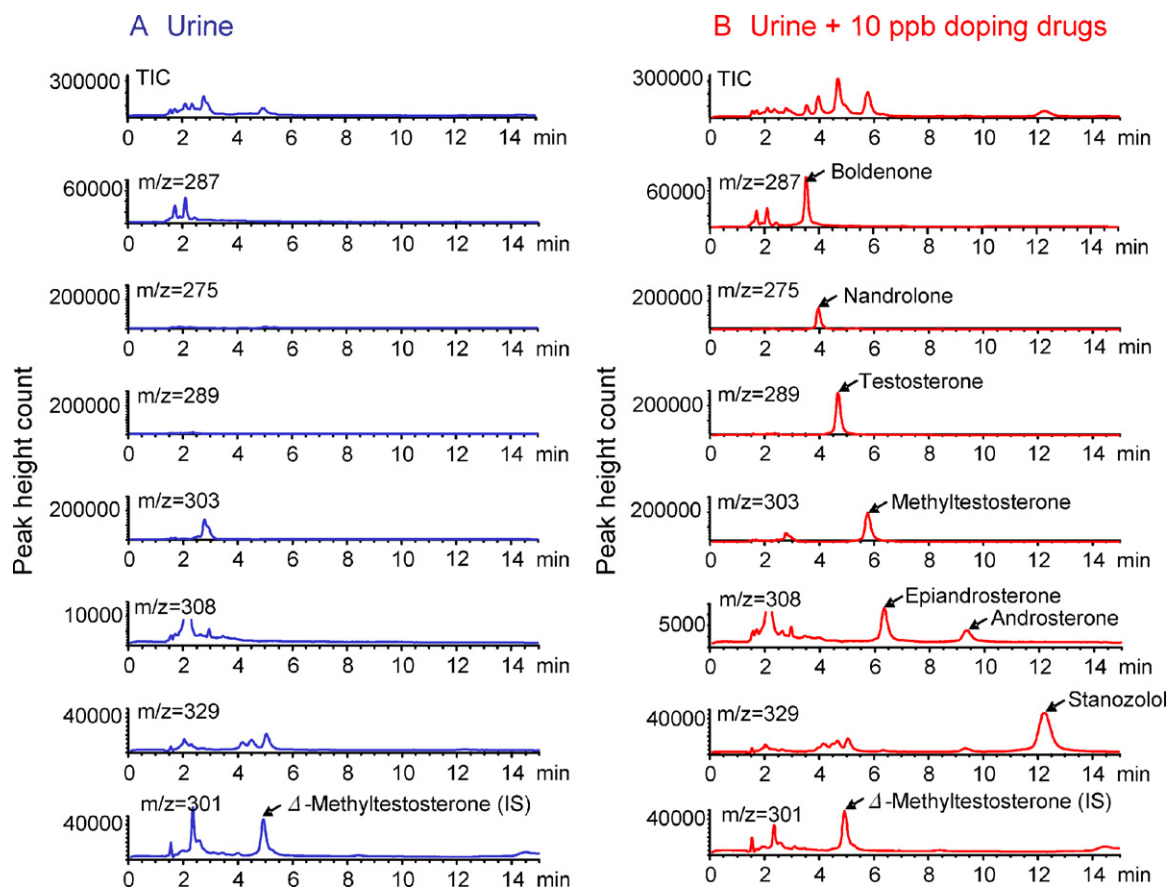 A Urine
300000
TIC
0 2 4 6 8 10 12 14 min
60000
m/z=287
0 2 4 6 8 10 12 14 min
200000
m/z=275
0 2 4 6 8 10 12 14 min
200000
m/z=289
0 2 4 6 8 10 12 14 min
200000
m/z=303
0 2 4 6 8 10 12 14 min
10000
m/z=308
0 2 4 6 8 10 12 14 min
40000
m/z=329
0 2 4 6 8 10 12 14 min
40000
m/z=301
Δ-Methyltestosterone (IS)
0 2 4 6 8 10 12 14 min
Peak height count
B Urine + 10 ppb doping drugs
300000
TIC
0 2 4 6 8 10 12 14 min
60000
m/z=287
Boldenone
0 2 4 6 8 10 12 14 min
200000
m/z=275
Nandrolone
0 2 4 6 8 10 12 14 min
200000
m/z=289
Testosterone
0 2 4 6 8 10 12 14 min
200000
m/z=303
Methyltestosterone
0 2 4 6 8 10 12 14 min
5000
m/z=308
Epiandrosterone
Androsterone
0 2 4 6 8 10 12 14 min
40000
m/z=329
Stanozolol
0 2 4 6 8 10 12 14 min
40000
m/z=301
Δ-Methyltestosterone (IS)
0 2 4 6 8 10 12 14 min
Peak height count